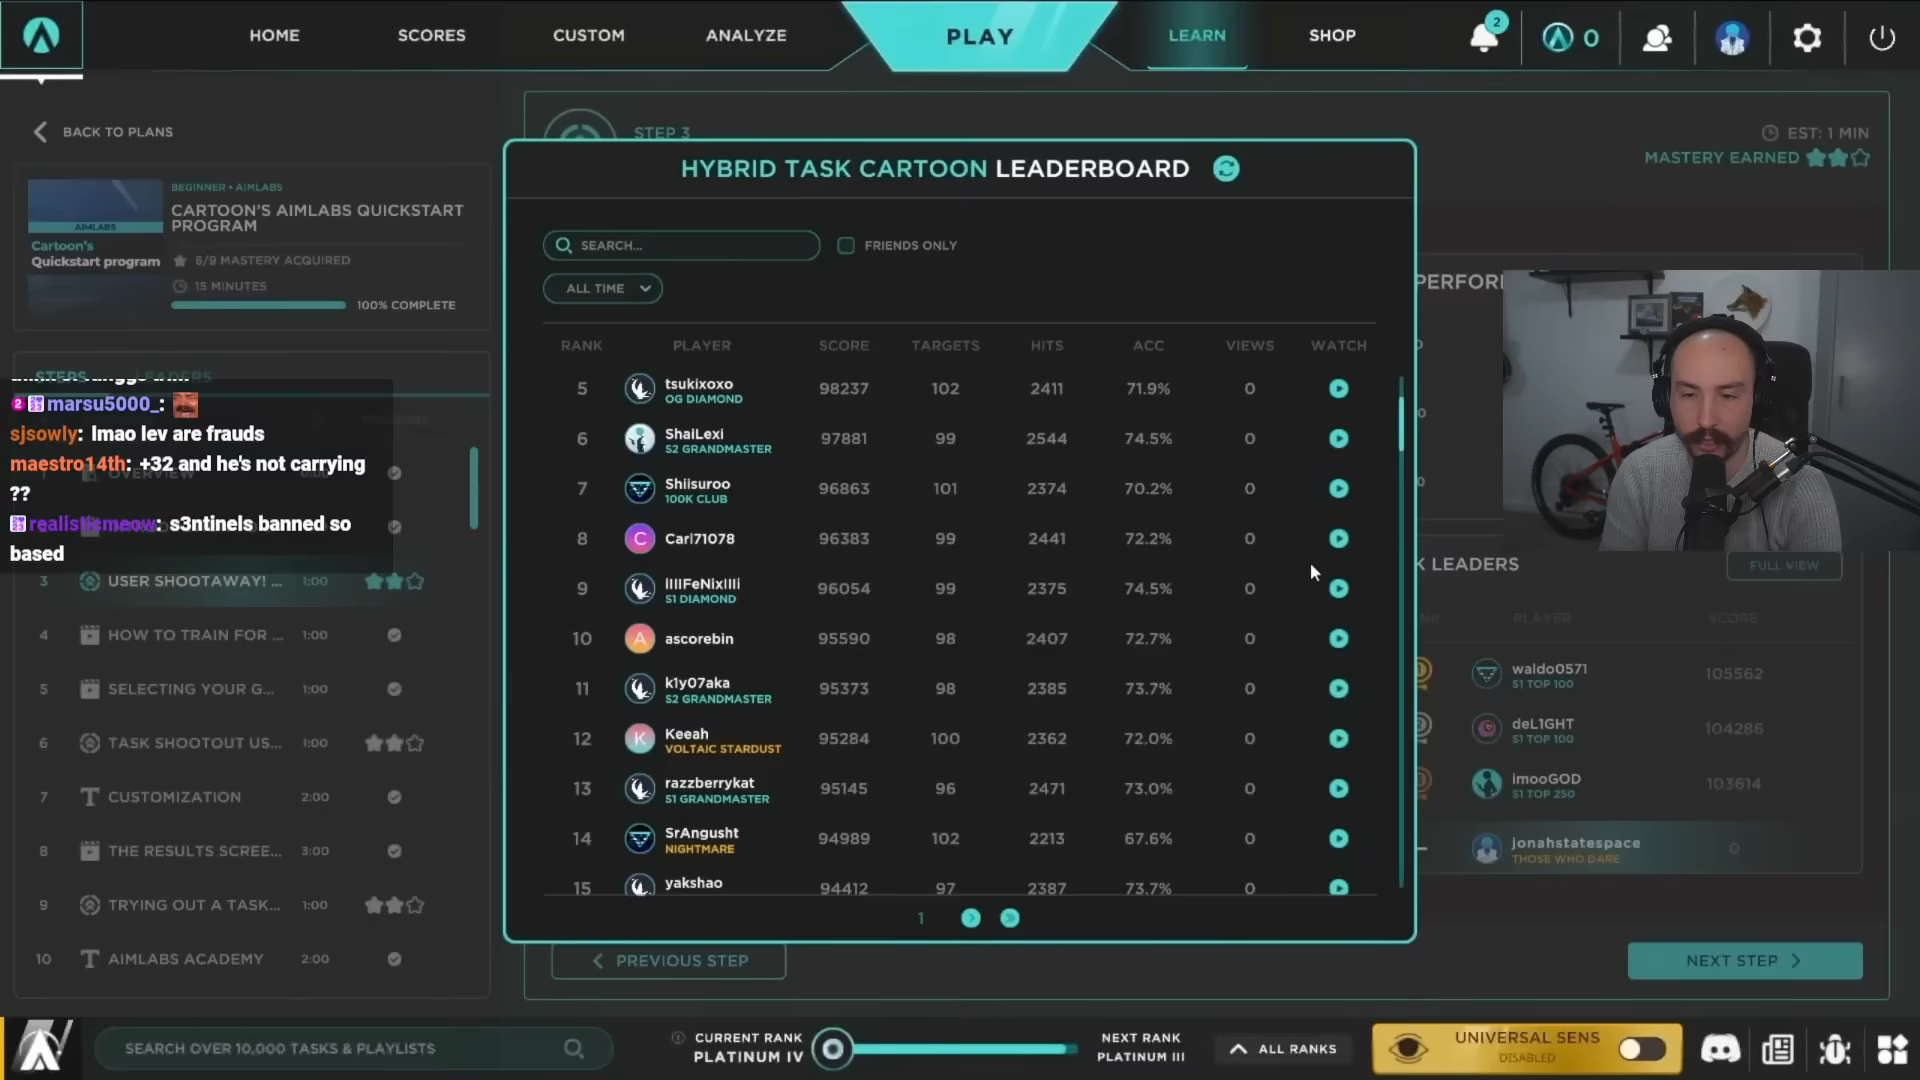 HOME
SCORES
CUSTOM
ANALYZE
PLAY
LEARN
SHOP
2
0
BACK TO PLANS
AIMLABS
Cartoon's
Quickstart program
BEGINNER • AIMLABS
CARTOON'S AIMLABS QUICKSTART
PROGRAM
6/9 MASTERY ACQUIRED
15 MINUTES
100% COMPLETE
STEPS LEADERS
marsu5000_:
sjsowly: lmao lev are frauds
maestro14th: +32 and he's not carrying
??
OVERVIEW
realisticmeow: s3ntinels banned so
based
3 USER SHOOTAWAY! ... 1:00
4 HOW TO TRAIN FOR ... 1:00
5 SELECTING YOUR G... 1:00
6 TASK SHOOTOUT US... 1:00
7 CUSTOMIZATION 2:00
8 THE RESULTS SCREE... 3:00
9 TRYING OUT A TASK... 1:00
10 AIMLABS ACADEMY 2:00
STEP 3
EST: 1 MIN
MASTERY EARNED
HYBRID TASK CARTOON LEADERBOARD
SEARCH...
FRIENDS ONLY
ALL TIME
RANK PLAYER SCORE TARGETS HITS ACC VIEWS WATCH
5 tsukixoxo 98237 102 2411 71.9% 0
OG DIAMOND
6 ShaiLexi 97881 99 2544 74.5% 0
S2 GRANDMASTER
7 Shiisuroo 96863 101 2374 70.2% 0
100K CLUB
8 C Carl71078 96383 99 2441 72.2% 0
9 iIIIFeNixIIIi 96054 99 2375 74.5% 0
S1 DIAMOND
10 A ascorebin 95590 98 2407 72.7% 0
11 k1y07aka 95373 98 2385 73.7% 0
S2 GRANDMASTER
12 K Keeah 95284 100 2362 72.0% 0
VOLTAIC STARDUST
13 razzberrykat 95145 96 2471 73.0% 0
S1 GRANDMASTER
14 SrAngusht 94989 102 2213 67.6% 0
NIGHTMARE
15 yakshao 94412 97 2387 73.7% 0
1
PREVIOUS STEP
PERFOR
K LEADERS
FULL VIEW
PLAYER SCORE
waldo0571 105562
S1 TOP 100
deL1GHT 104286
S1 TOP 100
imooGOD 103614
S1 TOP 250
jonahstatespace 0
THOSE WHO DARE
NEXT STEP
SEARCH OVER 10,000 TASKS & PLAYLISTS
CURRENT RANK
PLATINUM IV
NEXT RANK
PLATINUM III
ALL RANKS
UNIVERSAL SENS
DISABLED